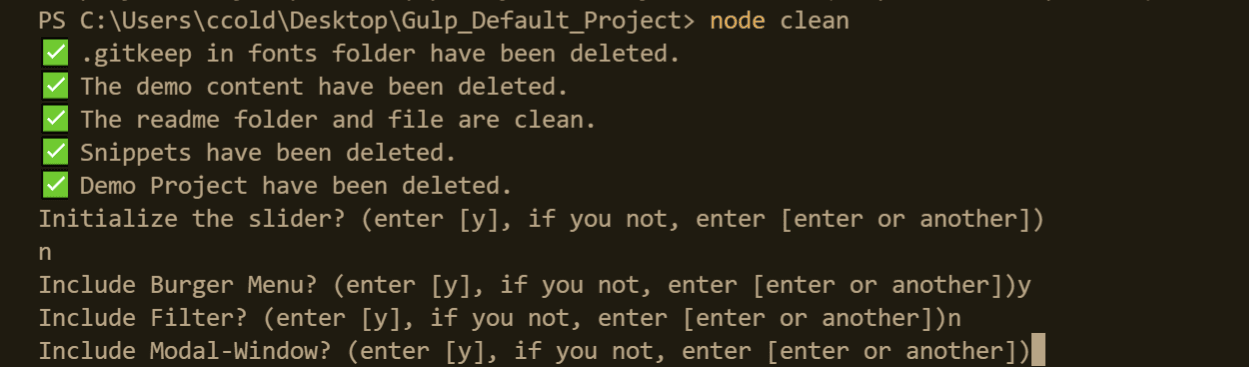 PS C:\Users\ccold\Desktop\Gulp_Default_Project> node clean
✅ .gitkeep in fonts folder have been deleted.
✅ The demo content have been deleted.
✅ The readme folder and file are clean.
✅ Snippets have been deleted.
✅ Demo Project have been deleted.
Initialize the slider? (enter [y], if you not, enter [enter or another])
n
Include Burger Menu? (enter [y], if you not, enter [enter or another])y
Include Filter? (enter [y], if you not, enter [enter or another])n
Include Modal-Window? (enter [y], if you not, enter [enter or another])